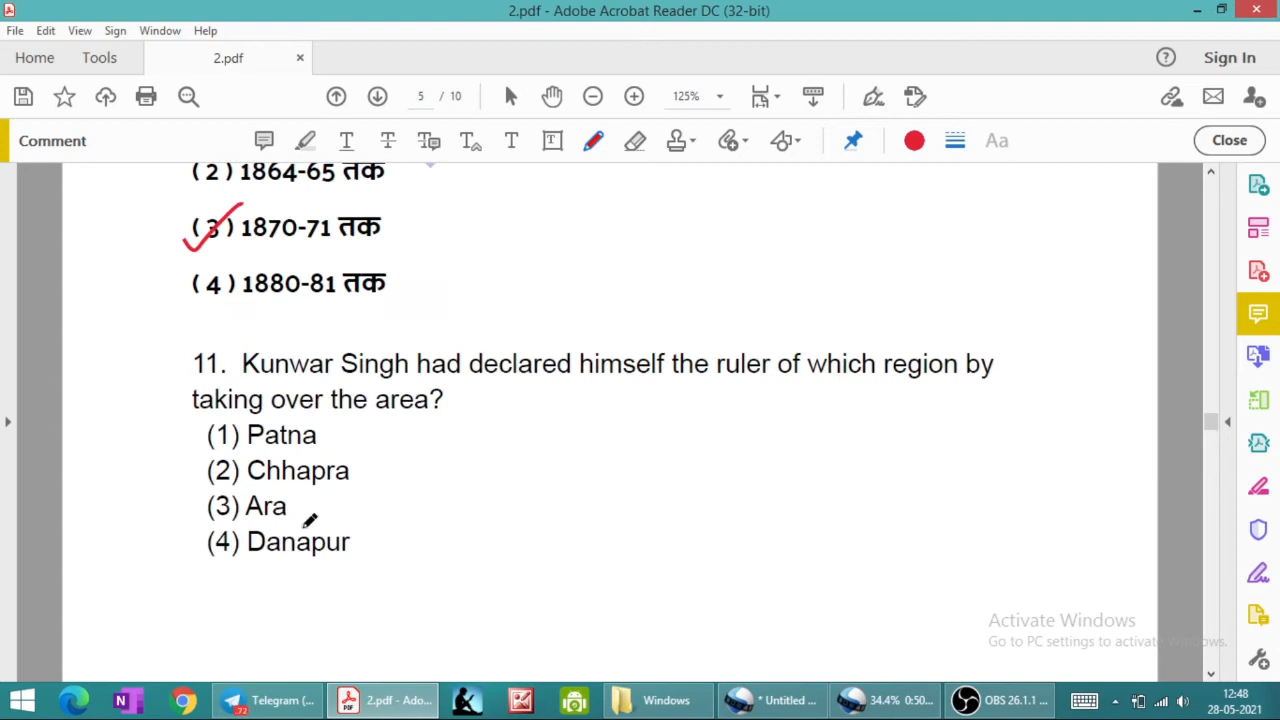 2.pdf - Adobe Acrobat Reader DC (32-bit)
File Edit View Sign Window Help
Home Tools 2.pdf × ? Sign In
5 / 10 125%
Comment T T T T T Aa Close
( 2 ) 1864-65 तक
( 3 ) 1870-71 तक
( 4 ) 1880-81 तक
11. Kunwar Singh had declared himself the ruler of which region by
taking over the area?
(1) Patna
(2) Chhapra
(3) Ara
(4) Danapur
Activate Windows
Go to PC settings to activate Windows.
72 Telegram (... 2.pdf - Ado... Windows * Untitled ... 34.4% 0:50... OBS 26.1.1 ... 12:48
28-05-2021